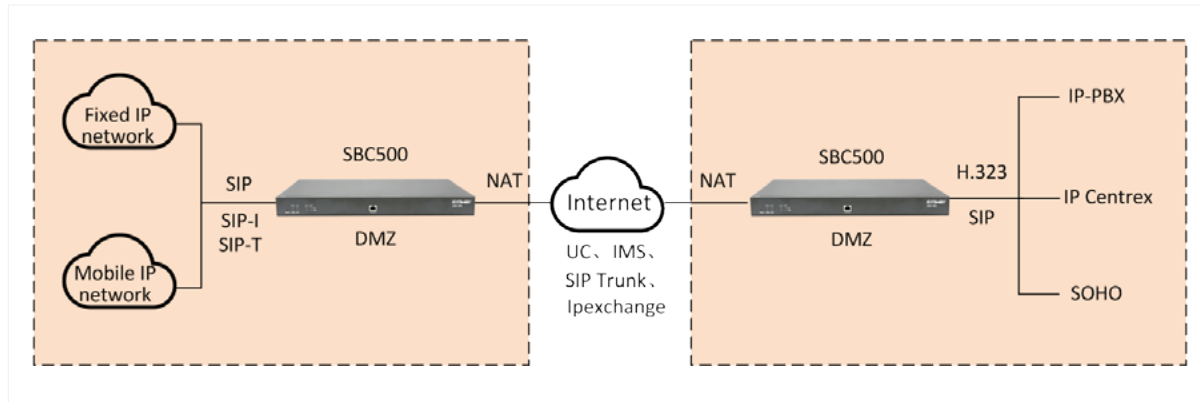 Fixed IP
network
Mobile IP
network
SIP
SIP-I
SIP-T
SBC500
DMZ
NAT
Internet
UC、IMS、
SIP Trunk、
Ipexchange
NAT
SBC500
DMZ
H.323
SIP
IP-PBX
IP Centrex
SOHO